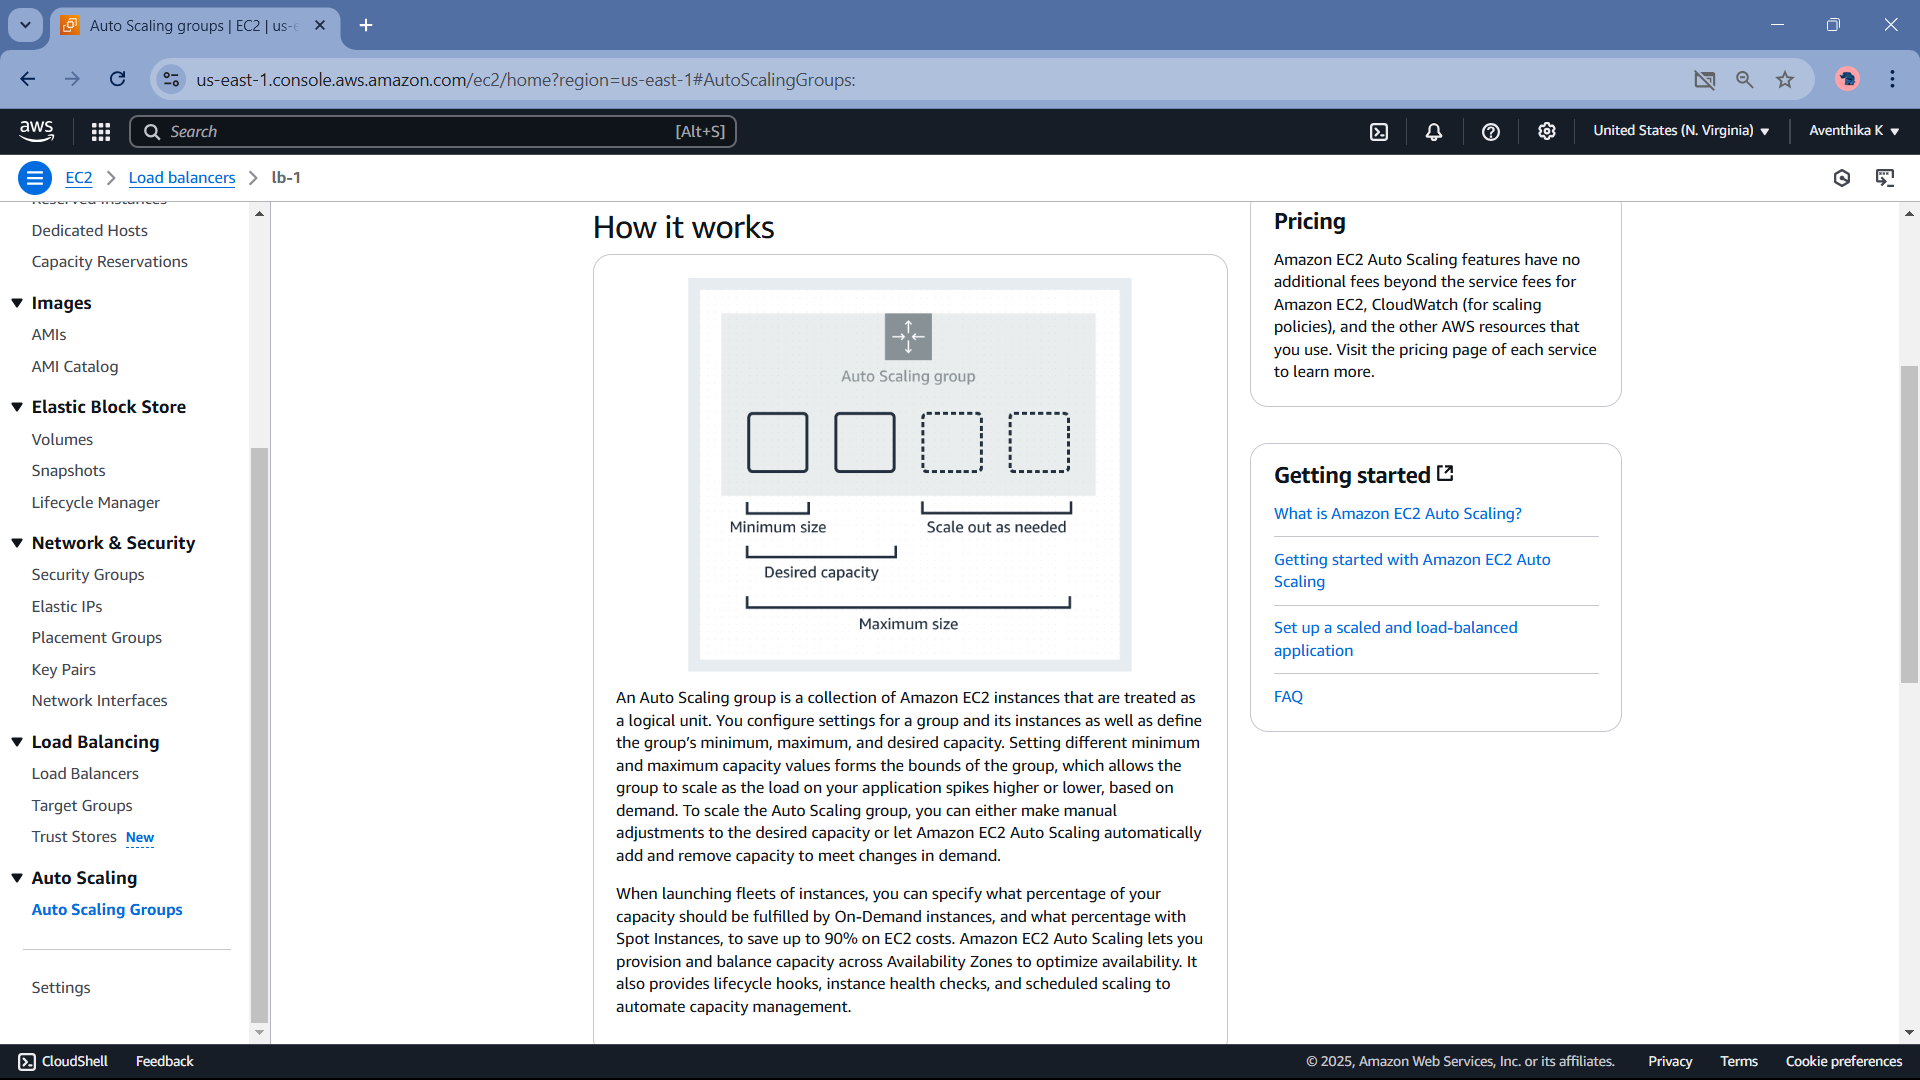 Auto Scaling groups | EC2 | us-e
us-east-1.console.aws.amazon.com/ec2/home?region=us-east-1#AutoScalingGroups:
aws
Search
[Alt+S]
United States (N. Virginia)
Aventhika K
EC2
Load balancers
lb-1
Reserved Instances
Dedicated Hosts
Capacity Reservations
Images
AMIs
AMI Catalog
Elastic Block Store
Volumes
Snapshots
Lifecycle Manager
Network & Security
Security Groups
Elastic IPs
Placement Groups
Key Pairs
Network Interfaces
Load Balancing
Load Balancers
Target Groups
Trust Stores New
Auto Scaling
Auto Scaling Groups
Settings
How it works
Auto Scaling group
Minimum size
Scale out as needed
Desired capacity
Maximum size
An Auto Scaling group is a collection of Amazon EC2 instances that are treated as
a logical unit. You configure settings for a group and its instances as well as define
the group’s minimum, maximum, and desired capacity. Setting different minimum
and maximum capacity values forms the bounds of the group, which allows the
group to scale as the load on your application spikes higher or lower, based on
demand. To scale the Auto Scaling group, you can either make manual
adjustments to the desired capacity or let Amazon EC2 Auto Scaling automatically
add and remove capacity to meet changes in demand.
When launching fleets of instances, you can specify what percentage of your
capacity should be fulfilled by On-Demand instances, and what percentage with
Spot Instances, to save up to 90% on EC2 costs. Amazon EC2 Auto Scaling lets you
provision and balance capacity across Availability Zones to optimize availability. It
also provides lifecycle hooks, instance health checks, and scheduled scaling to
automate capacity management.
Pricing
Amazon EC2 Auto Scaling features have no
additional fees beyond the service fees for
Amazon EC2, CloudWatch (for scaling
policies), and the other AWS resources that
you use. Visit the pricing page of each service
to learn more.
Getting started
What is Amazon EC2 Auto Scaling?
Getting started with Amazon EC2 Auto
Scaling
Set up a scaled and load-balanced
application
FAQ
CloudShell
Feedback
© 2025, Amazon Web Services, Inc. or its affiliates.
Privacy
Terms
Cookie preferences